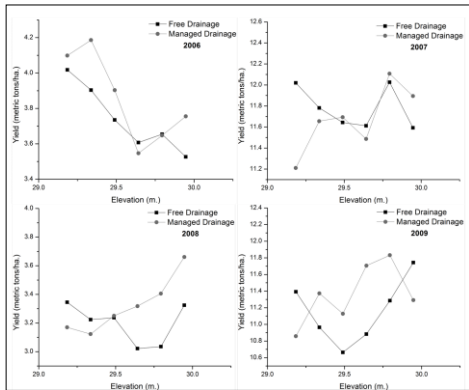 Free Drainage
Managed Drainage
2006
4.2
4.0
3.8
3.6
3.4
29.0
29.5
30.0
Yield (metric tons/ha.)
Elevation (m.)
Free Drainage
Managed Drainage
2007
12.6
12.4
12.2
12.0
11.8
11.6
11.4
11.2
29.0
29.5
30.0
Yield (metric tons/ha.)
Elevation (m.)
Free Drainage
Managed Drainage
2008
3.8
3.6
3.4
3.2
3.0
29.0
29.5
30.0
Yield (metric tons/ha.)
Elevation (m.)
Free Drainage
Managed Drainage
2009
12.4
12.2
12.0
11.8
11.6
11.4
11.2
11.0
10.8
10.6
29.0
29.5
30.0
Yield (metric tons/ha.)
Elevation (m.)